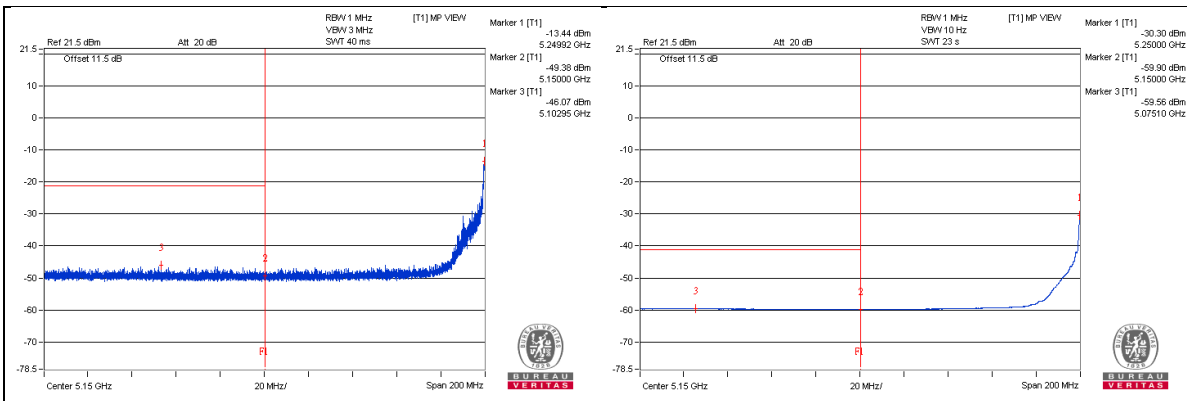 RBW 1 MHz [T1] MP VIEW
VBW 3 MHz
Ref 21.5 dBm Att 20 dB SWT 40 ms
Marker 1 [T1]
-13.44 dBm
5.24992 GHz
Marker 2 [T1]
-49.38 dBm
5.15000 GHz
Marker 3 [T1]
-46.07 dBm
5.10295 GHz
21.5
Offset 11.5 dB
10
0
-10
-20
-30
-40
-50
-60
-70
-78.5
1
3
2
F1
Center 5.15 GHz 20 MHz/ Span 200 MHz
BUREAU VERITAS
1828
BUREAU
VERITAS
RBW 1 MHz [T1] MP VIEW
VBW 10 Hz
Ref 21.5 dBm Att 20 dB SWT 23 s
Marker 1 [T1]
-30.30 dBm
5.25000 GHz
Marker 2 [T1]
-59.90 dBm
5.15000 GHz
Marker 3 [T1]
-59.56 dBm
5.07510 GHz
21.5
Offset 11.5 dB
10
0
-10
-20
-30
-40
-50
-60
-70
-78.5
1
3
2
F1
Center 5.15 GHz 20 MHz/ Span 200 MHz
BUREAU VERITAS
1828
BUREAU
VERITAS